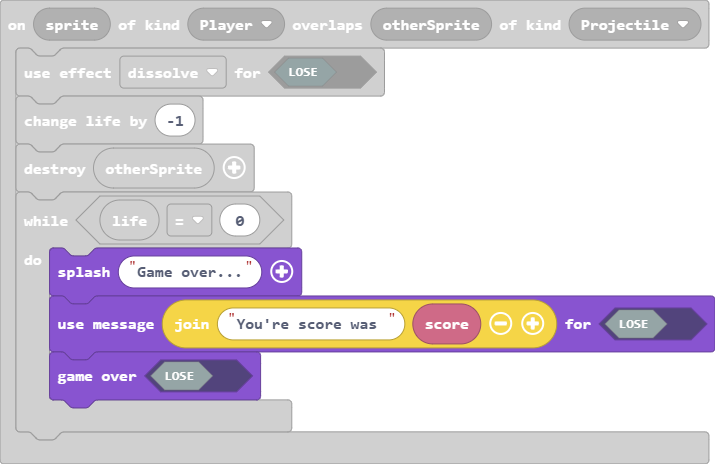 on sprite of kind Player overlaps otherSprite of kind Projectile
use effect dissolve for LOSE
change life by -1
destroy otherSprite
while life = 0
do
splash "Game over..."
use message join "You're score was " score for LOSE
game over LOSE